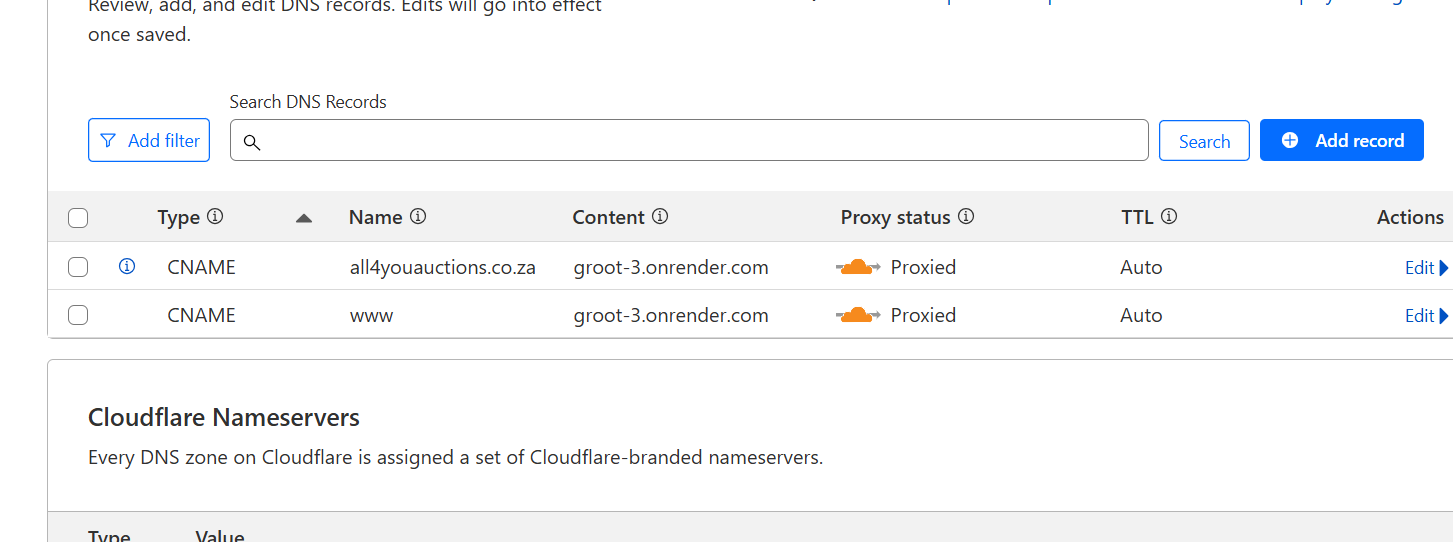 Review, add, and edit DNS records. Edits will go into effect
once saved.
Search DNS Records
Add filter
Search
Add record
Type Name Content Proxy status TTL Actions
CNAME all4youauctions.co.za groot-3.onrender.com Proxied Auto Edit
CNAME www groot-3.onrender.com Proxied Auto Edit
Cloudflare Nameservers
Every DNS zone on Cloudflare is assigned a set of Cloudflare-branded nameservers.
Type Value